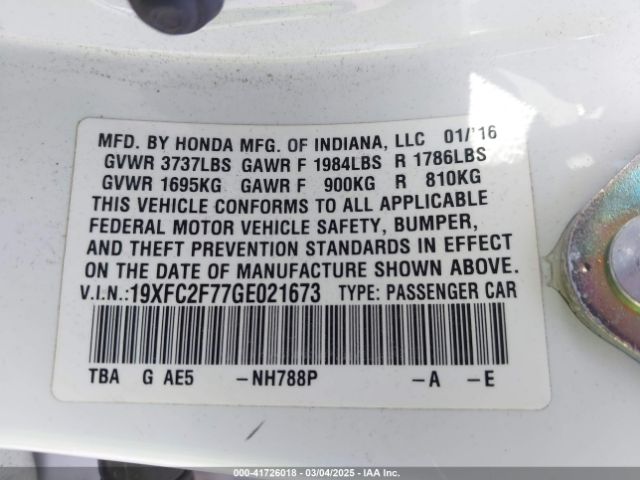 MFD. BY HONDA MFG. OF INDIANA, LLC 01/'16
GVWR 3737LBS GAWR F 1984LBS R 1786LBS
GVWR 1695KG GAWR F 900KG R 810KG
THIS VEHICLE CONFORMS TO ALL APPLICABLE
FEDERAL MOTOR VEHICLE SAFETY, BUMPER,
AND THEFT PREVENTION STANDARDS IN EFFECT
ON THE DATE OF MANUFACTURE SHOWN ABOVE.
V.I.N.:19XFC2F77GE021673 TYPE: PASSENGER CAR
TBA G AE5 -NH788P -A -E
000-41726018 - 03/04/2025 - IAA Inc.